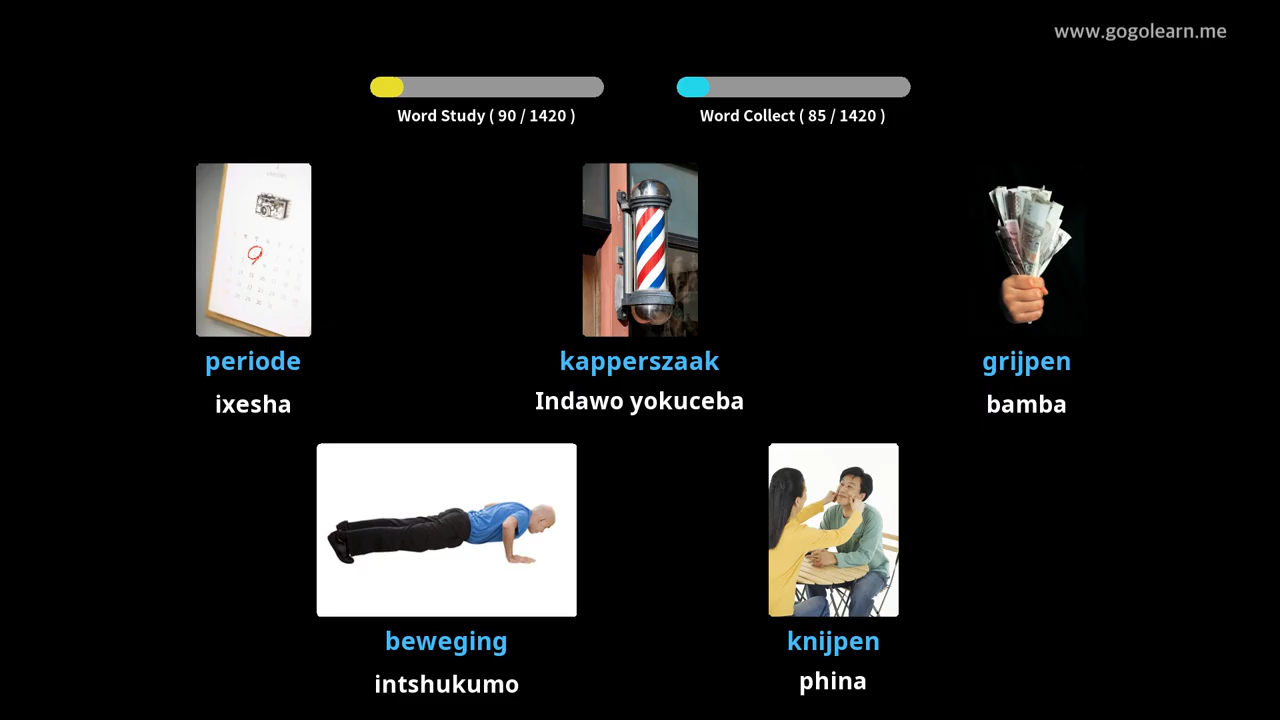 www.gogolearn.me
Word Study ( 90 / 1420 )
Word Collect ( 85 / 1420 )
periode
kapperszaak
grijpen
ixesha
Indawo yokuceba
bamba
beweging
knijpen
intshukumo
phina